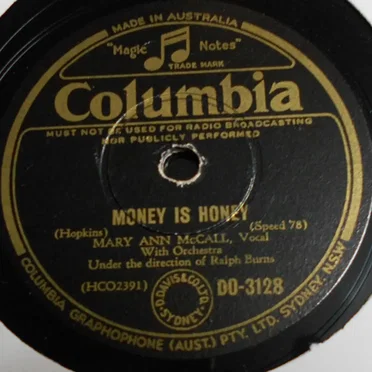 MADE IN AUSTRALIA
"Magic Notes"
TRADE MARK
Columbia
MUST NOT BE USED FOR RADIO BROADCASTING
NOR PUBLICLY PERFORMED
MONEY IS HONEY
(Hopkins) (Speed 78)
MARY ANN McCALL, Vocal
With Orchestra
Under the direction of Ralph Burns
(HCO2391) DO-3128
D.DAVIS&CO.LTD.
SYDNEY
COLUMBIA GRAPHOPHONE (AUST.) PTY. LTD. SYDNEY. N.S.W.